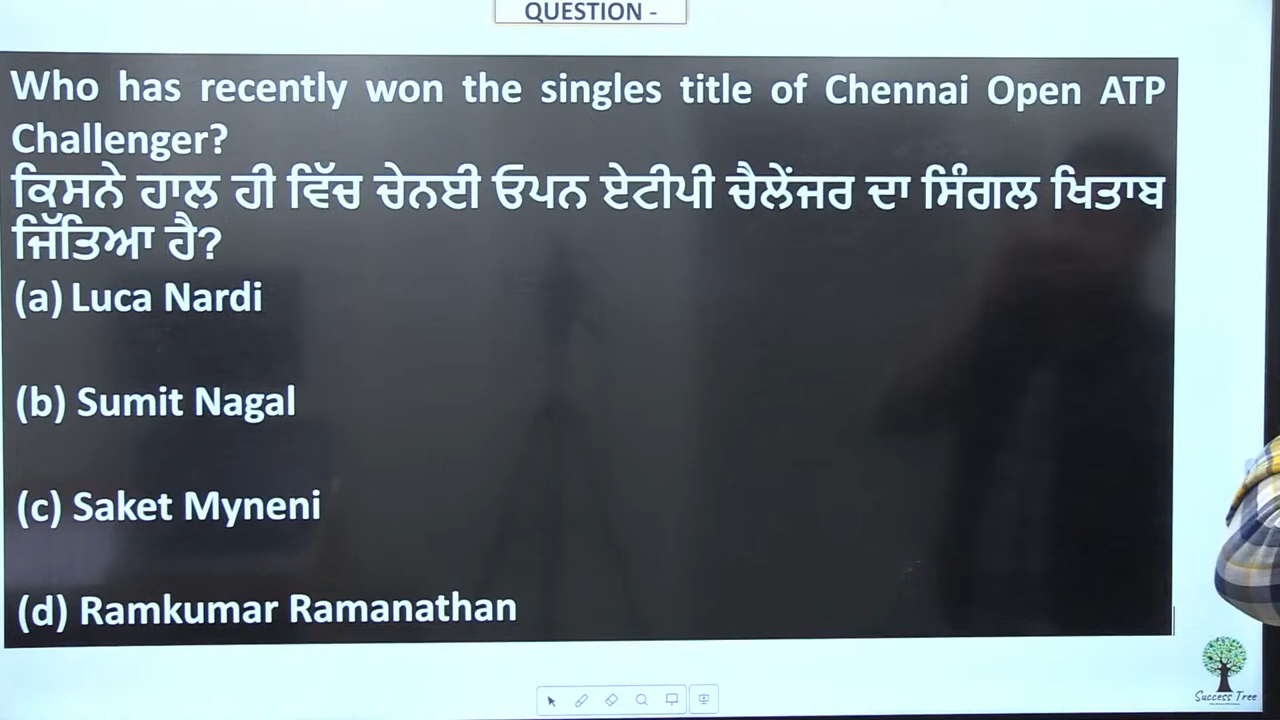 QUESTION -
Who has recently won the singles title of Chennai Open ATP
Challenger?
ਕਿਸਨੇ ਹਾਲ ਹੀ ਵਿੱਚ ਚੇਨਈ ਓਪਨ ਏਟੀਪੀ ਚੈਲੇਂਜਰ ਦਾ ਸਿੰਗਲ ਖਿਤਾਬ
ਜਿੱਤਿਆ ਹੈ?
(a) Luca Nardi
(b) Sumit Nagal
(c) Saket Myneni
(d) Ramkumar Ramanathan
Success Tree